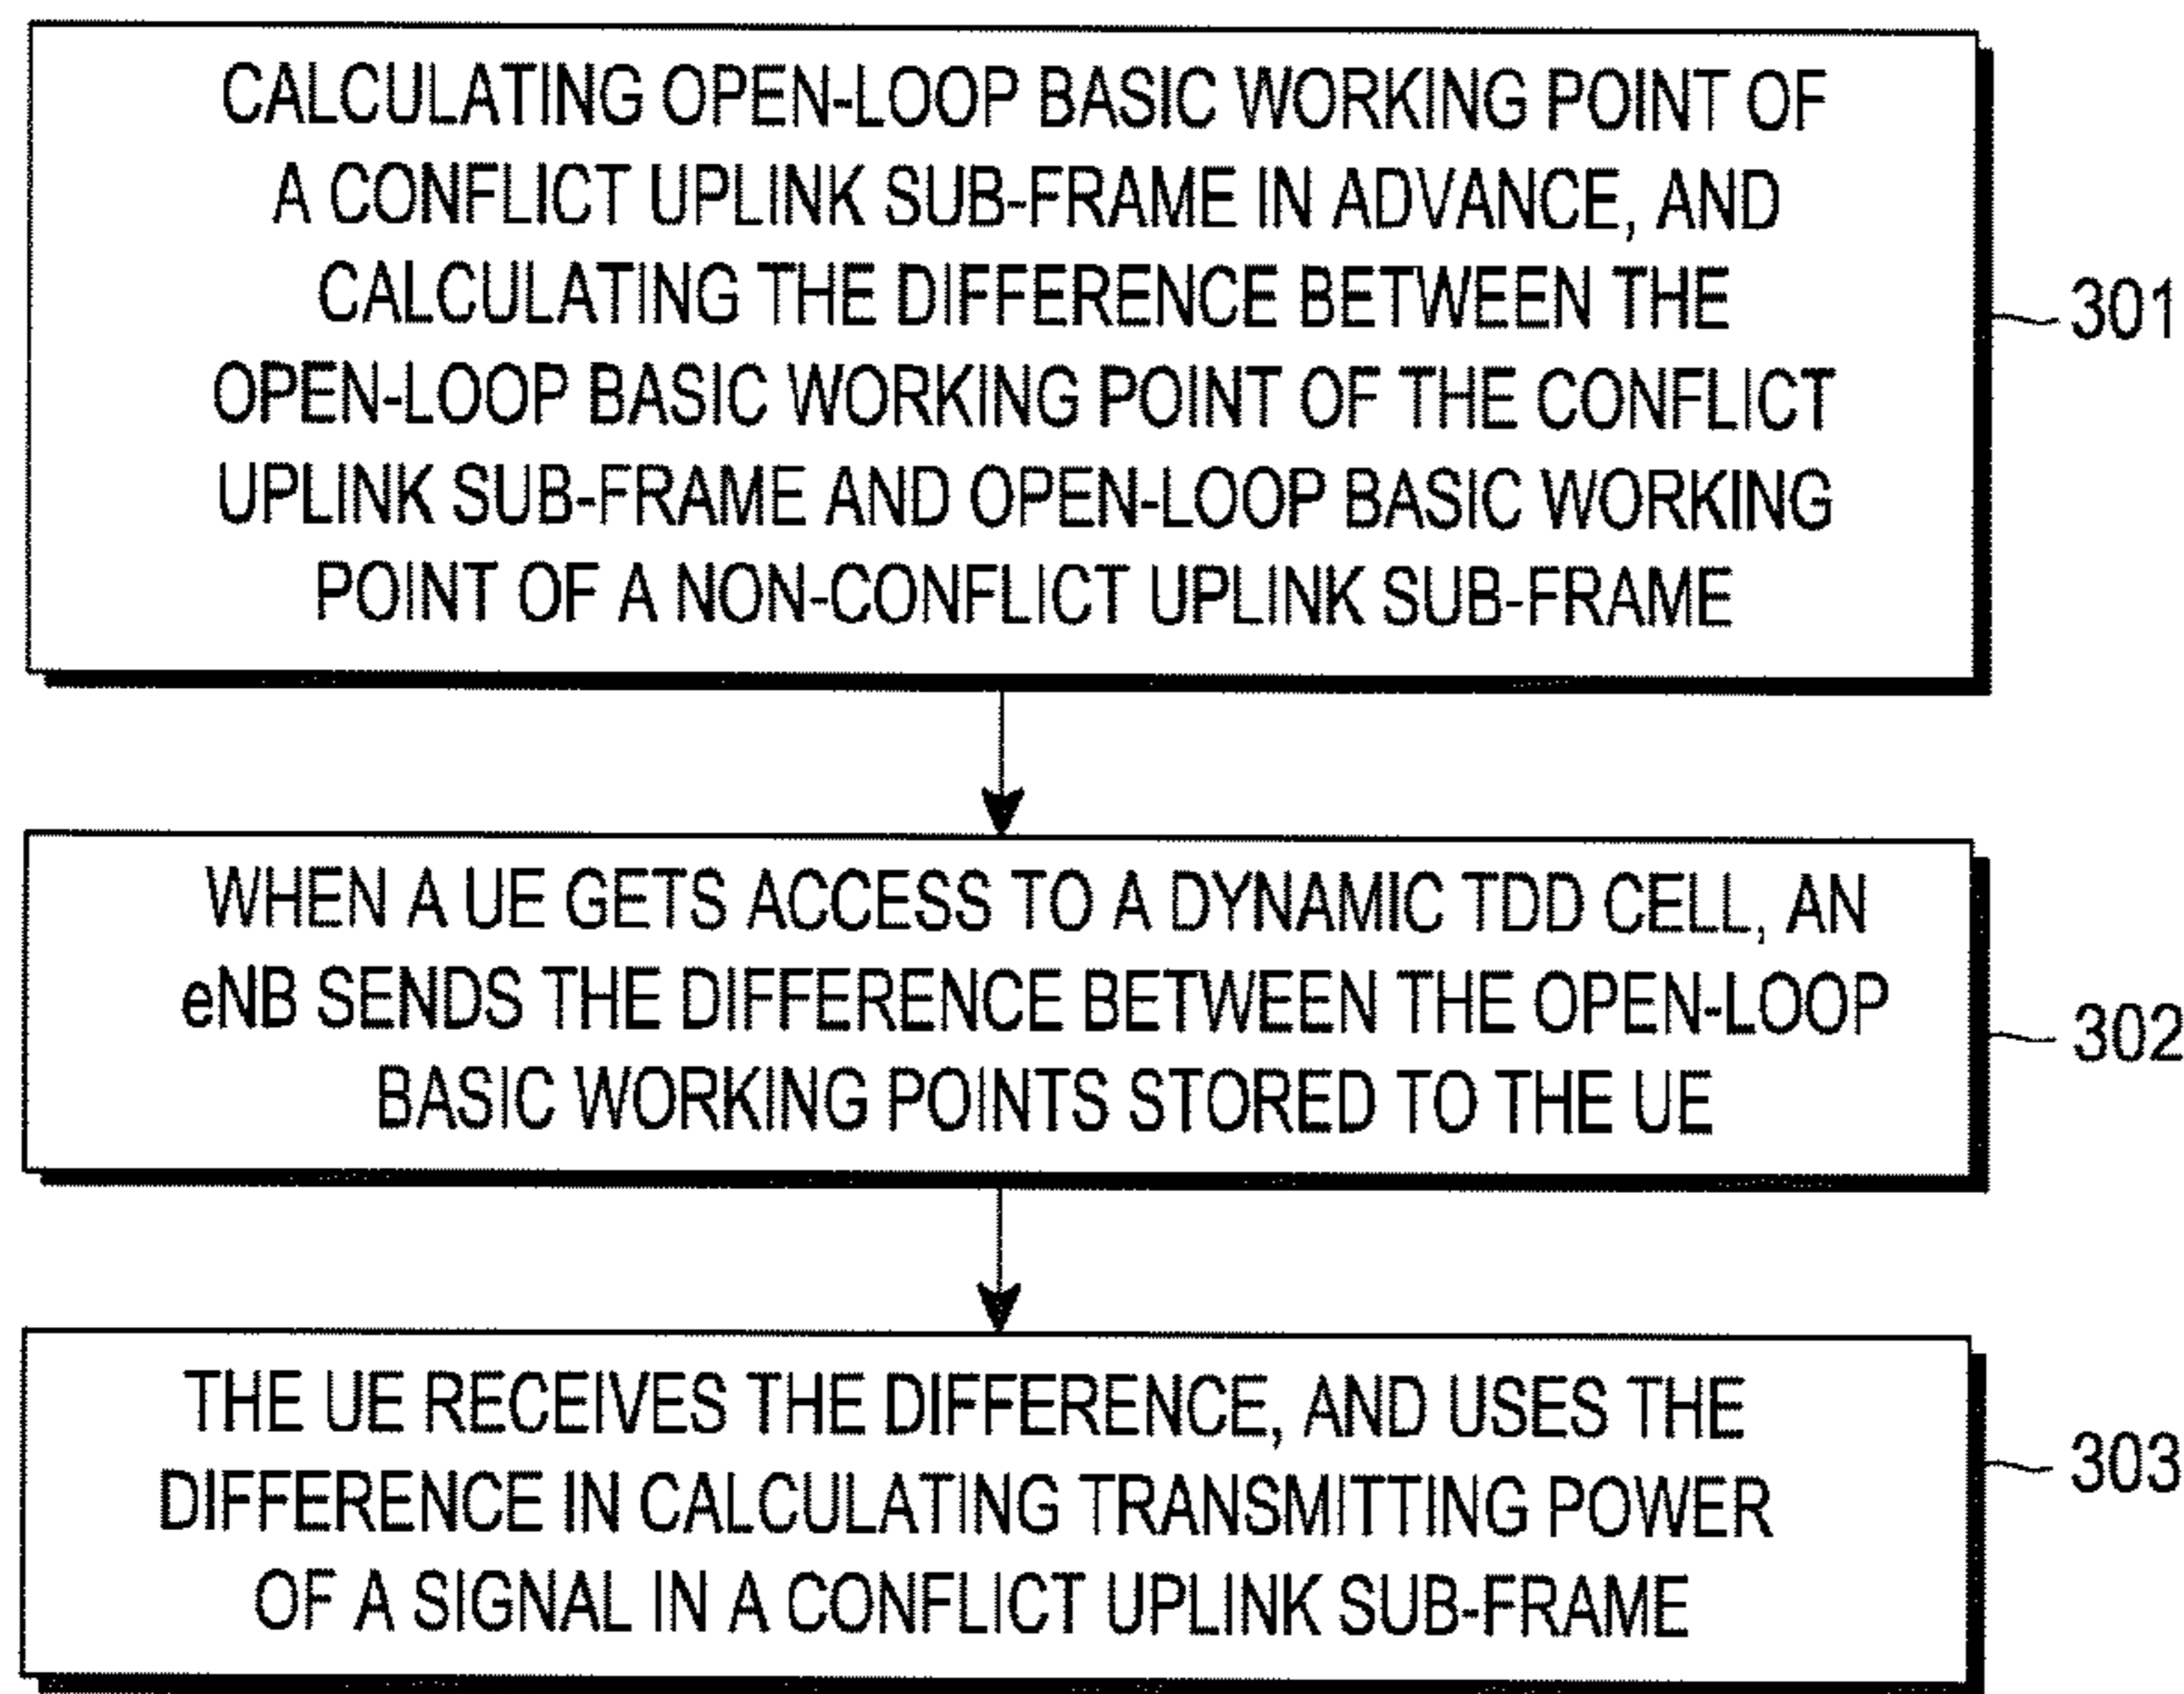 CALCULATING OPEN-LOOP BASIC WORKING POINT OF
A CONFLICT UPLINK SUB-FRAME IN ADVANCE, AND
CALCULATING THE DIFFERENCE BETWEEN THE
OPEN-LOOP BASIC WORKING POINT OF THE CONFLICT
UPLINK SUB-FRAME AND OPEN-LOOP BASIC WORKING
POINT OF A NON-CONFLICT UPLINK SUB-FRAME
301
WHEN A UE GETS ACCESS TO A DYNAMIC TDD CELL, AN
eNB SENDS THE DIFFERENCE BETWEEN THE OPEN-LOOP
BASIC WORKING POINTS STORED TO THE UE
302
THE UE RECEIVES THE DIFFERENCE, AND USES THE
DIFFERENCE IN CALCULATING TRANSMITTING POWER
OF A SIGNAL IN A CONFLICT UPLINK SUB-FRAME
303